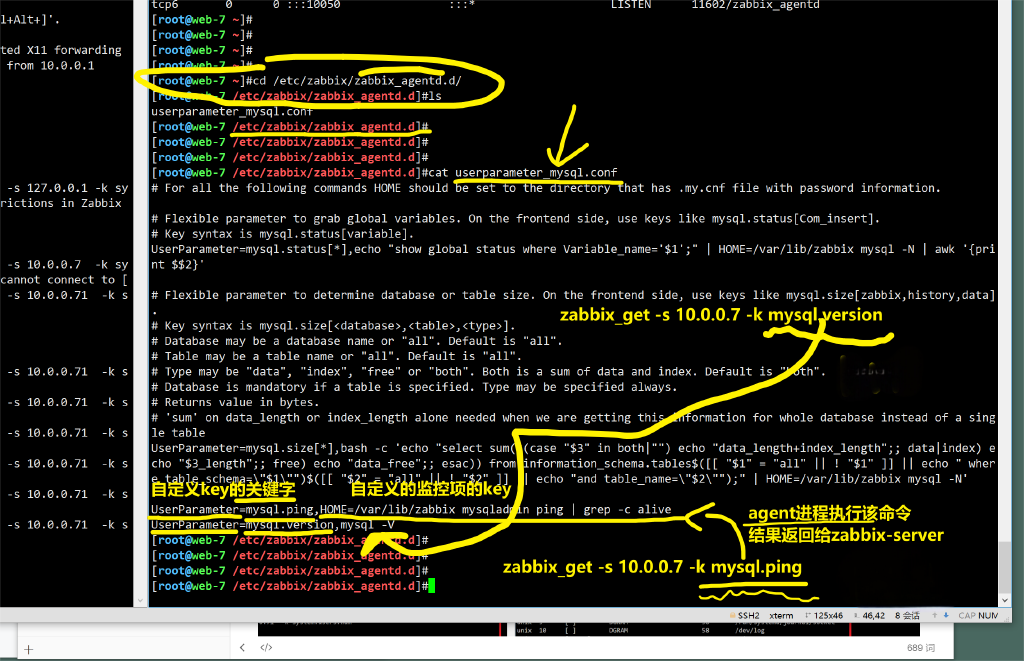 tcp6 0 0 :::10050 :::* LISTEN 11602/zabbix_agentd
l+Alt+]'.
[root@web-7 ~]#
[root@web-7 ~]#
ted X11 forwarding
[root@web-7 ~]#
from 10.0.0.1
[root@web-7 ~]#
[root@web-7 ~]#cd /etc/zabbix/zabbix_agentd.d/
[root@web-7 /etc/zabbix/zabbix_agentd.d]#ls
userparameter_mysql.conf
[root@web-7 /etc/zabbix/zabbix_agentd.d]#
[root@web-7 /etc/zabbix/zabbix_agentd.d]#
[root@web-7 /etc/zabbix/zabbix_agentd.d]#
[root@web-7 /etc/zabbix/zabbix_agentd.d]#cat userparameter_mysql.conf
-s 127.0.0.1 -k sy
# For all the following commands HOME should be set to the directory that has .my.cnf file with password information.
rictions in Zabbix
# Flexible parameter to grab global variables. On the frontend side, use keys like mysql.status[Com_insert].
# Key syntax is mysql.status[variable].
UserParameter=mysql.status[*],echo "show global status where Variable_name='$1';" | HOME=/var/lib/zabbix mysql -N | awk '{pri
-s 10.0.0.7 -k sy
nt $$2}'
cannot connect to [
-s 10.0.0.71 -k s
# Flexible parameter to determine database or table size. On the frontend side, use keys like mysql.size[zabbix,history,data]
.
zabbix_get -s 10.0.0.7 -k mysql.version
# Key syntax is mysql.size[<database>,<table>,<type>].
# Database may be a database name or "all". Default is "all".
# Table may be a table name or "all". Default is "all".
-s 10.0.0.71 -k s
# Type may be "data", "index", "free" or "both". Both is a sum of data and index. Default is "both".
# Database is mandatory if a table is specified. Type may be specified always.
-s 10.0.0.71 -k s
# Returns value in bytes.
# 'sum' on data_length or index_length alone needed when we are getting this information for whole database instead of a sing
-s 10.0.0.71 -k s
le table
UserParameter=mysql.size[*],bash -c 'echo "select sum($(case "$3" in both|"") echo "data_length+index_length";; data|index) e
-s 10.0.0.71 -k s
cho "$3_length";; free) echo "data_free";; esac)) from information_schema.tables$([[ "$1" = "all" || ! "$1" ]] || echo " wher
e table_schema=\"$1\"")$([[ "$2" = "all" || ! "$2" ]] || echo "and table_name=\"$2\"");" | HOME=/var/lib/zabbix mysql -N'
自定义key的关键字 自定义的监控项的key
-s 10.0.0.71 -k s
UserParameter=mysql.ping,HOME=/var/lib/zabbix mysqladmin ping | grep -c alive
agent进程执行该命令
-s 10.0.0.71 -k s
UserParameter=mysql.version,mysql -V
结果返回给zabbix-server
[root@web-7 /etc/zabbix/zabbix_agentd.d]#
[root@web-7 /etc/zabbix/zabbix_agentd.d]#
[root@web-7 /etc/zabbix/zabbix_agentd.d]#
zabbix_get -s 10.0.0.7 -k mysql.ping
[root@web-7 /etc/zabbix/zabbix_agentd.d]#
SSH2 xterm 125x46 46,42 8 会话 CAP NUM
unix 10 [ ] DGRAM 50 /dev/log
689 词